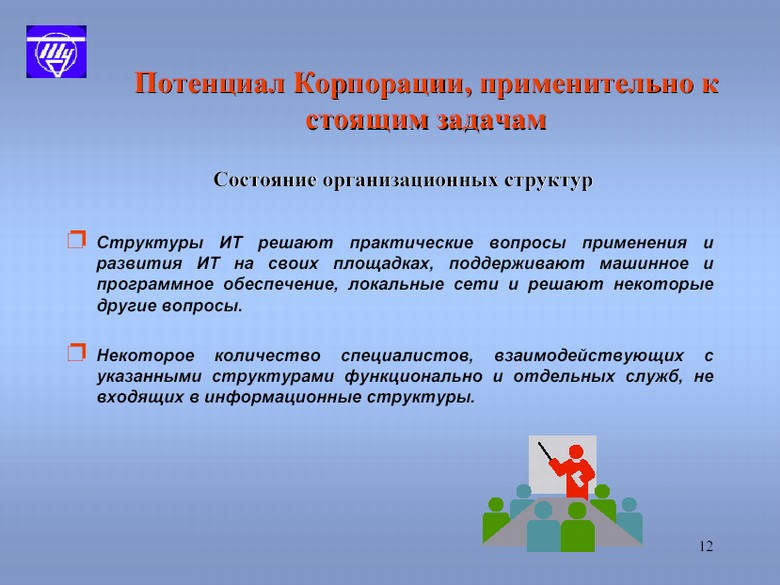 Потенциал Корпорации, применительно к
стоящим задачам
Состояние организационных структур
Структуры ИТ решают практические вопросы применения и
развития ИТ на своих площадках, поддерживают машинное и
программное обеспечение, локальные сети и решают некоторые
другие вопросы.
Некоторое количество специалистов, взаимодействующих с
указанными структурами функционально и отдельных служб, не
входящих в информационные структуры.
12